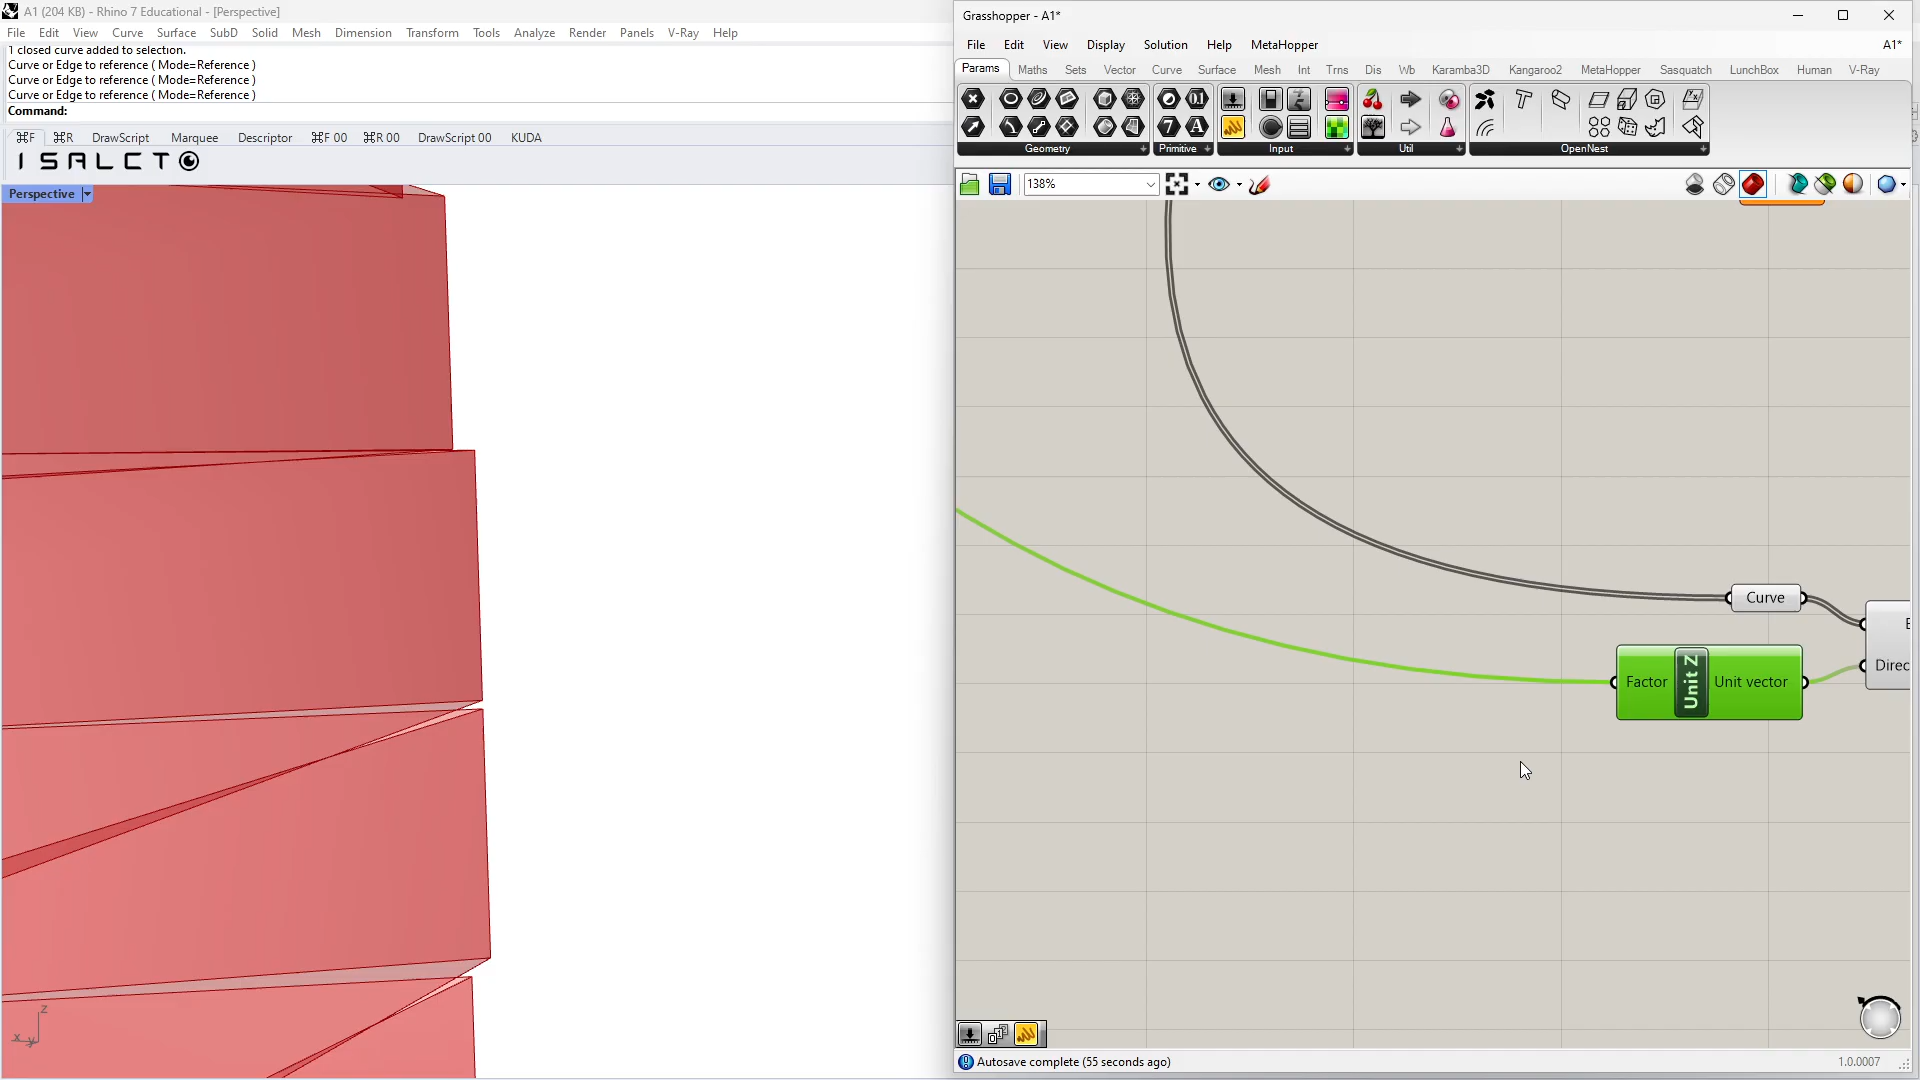 A1 (204 KB) - Rhino 7 Educational - [Perspective]
File Edit View Curve Surface SubD Solid Mesh Dimension Transform Tools Analyze Render Panels V-Ray Help
1 closed curve added to selection.
Curve or Edge to reference ( Mode=Reference )
Curve or Edge to reference ( Mode=Reference )
Curve or Edge to reference ( Mode=Reference )
Command:
⌘F ⌘R DrawScript Marquee Descriptor ⌘F 00 ⌘R 00 DrawScript 00 KUDA
Perspective
z
x y
Grasshopper - A1*
File Edit View Display Solution Help MetaHopper A1*
Params Maths Sets Vector Curve Surface Mesh Int Trns Dis Wb Karamba3D Kangaroo2 MetaHopper Sasquatch LunchBox Human V-Ray
Geometry Primitive Input Util OpenNest
138%
Curve
Direc
Factor Unit Z Unit vector
Autosave complete (55 seconds ago)
1.0.0007